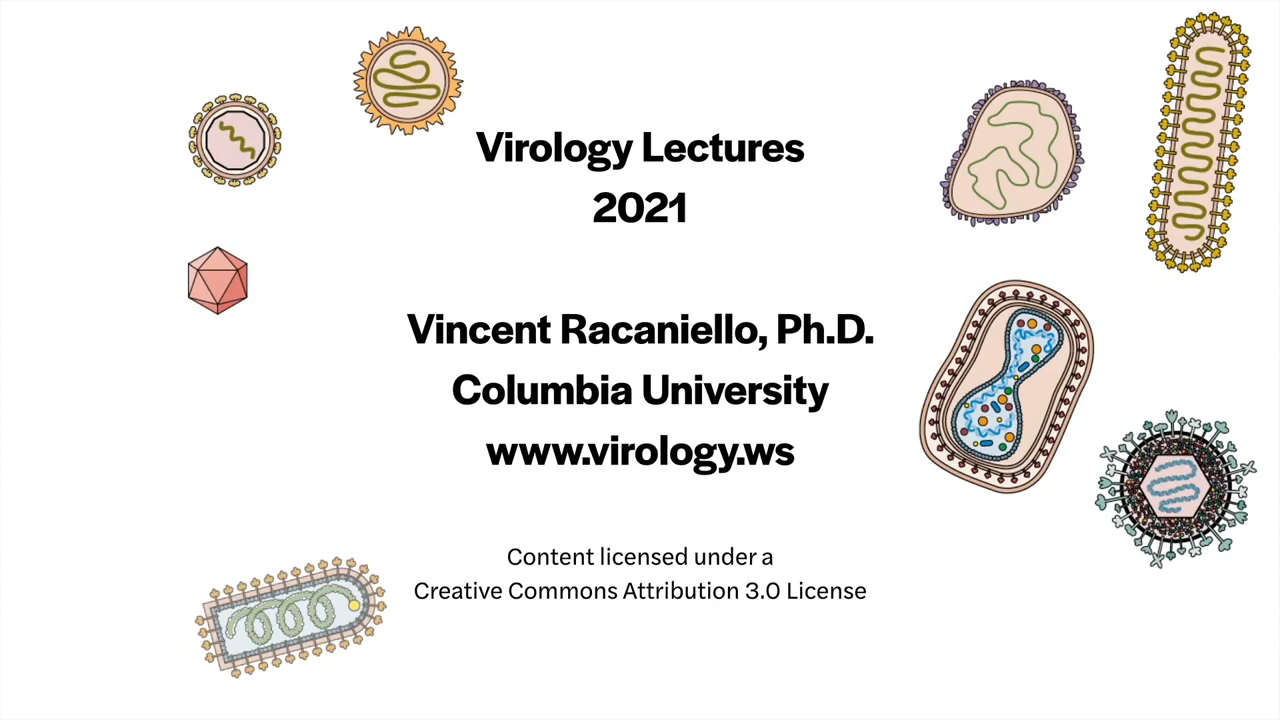 Virology Lectures
2021
Vincent Racaniello, Ph.D.
Columbia University
www.virology.ws
Content licensed under a
Creative Commons Attribution 3.0 License